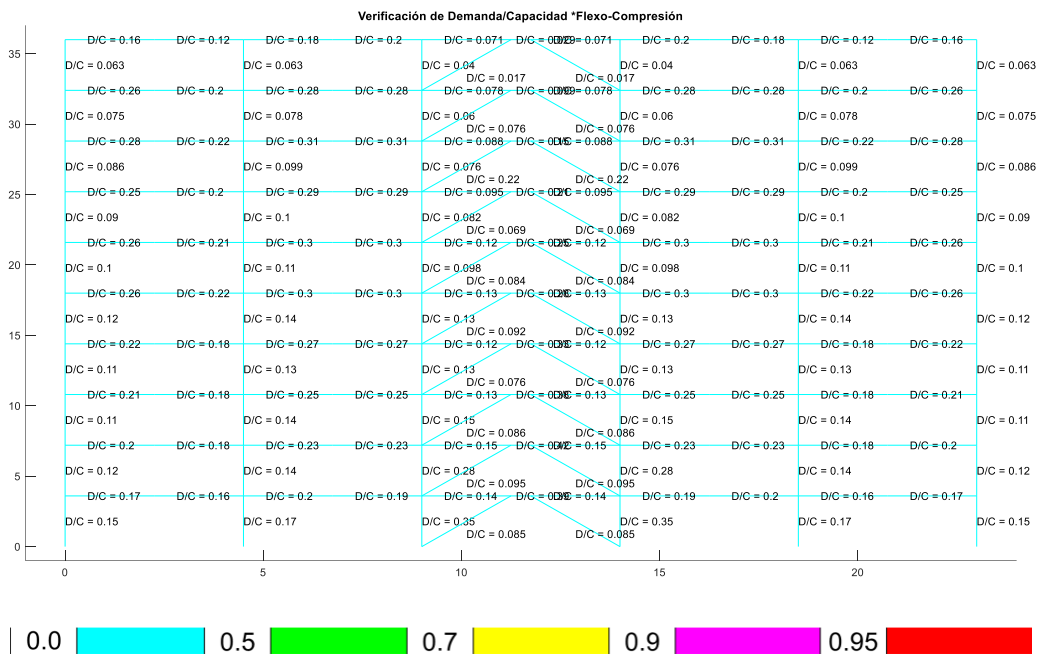 Verificación de Demanda/Capacidad *Flexo-Compresión
D/C = 0.16 D/C = 0.12 D/C = 0.18 D/C = 0.2 D/C = 0.071 D/C = 0.071 D/C = 0.2 D/C = 0.18 D/C = 0.12 D/C = 0.16
35
D/C = 0.063 D/C = 0.063 D/C = 0.04 D/C = 0.04 D/C = 0.063 D/C = 0.063
D/C = 0.017 D/C = 0.017
D/C = 0.26 D/C = 0.2 D/C = 0.28 D/C = 0.28 D/C = 0.078 D/C = 0.078 D/C = 0.28 D/C = 0.28 D/C = 0.2 D/C = 0.26
D/C = 0.075 D/C = 0.078 D/C = 0.06 D/C = 0.06 D/C = 0.078 D/C = 0.075
30
D/C = 0.076 D/C = 0.076
D/C = 0.28 D/C = 0.22 D/C = 0.31 D/C = 0.31 D/C = 0.088 D/C = 0.088 D/C = 0.31 D/C = 0.31 D/C = 0.22 D/C = 0.28
D/C = 0.086 D/C = 0.099 D/C = 0.076 D/C = 0.076 D/C = 0.099 D/C = 0.086
D/C = 0.22 D/C = 0.22
25 D/C = 0.25 D/C = 0.2 D/C = 0.29 D/C = 0.29 D/C = 0.095 D/C = 0.095 D/C = 0.29 D/C = 0.29 D/C = 0.2 D/C = 0.25
D/C = 0.09 D/C = 0.1 D/C = 0.082 D/C = 0.082 D/C = 0.1 D/C = 0.09
D/C = 0.069 D/C = 0.069
D/C = 0.26 D/C = 0.21 D/C = 0.3 D/C = 0.3 D/C = 0.12 D/C = 0.12 D/C = 0.3 D/C = 0.3 D/C = 0.21 D/C = 0.26
20
D/C = 0.1 D/C = 0.11 D/C = 0.098 D/C = 0.098 D/C = 0.11 D/C = 0.1
D/C = 0.084 D/C = 0.084
D/C = 0.26 D/C = 0.22 D/C = 0.3 D/C = 0.3 D/C = 0.13 D/C = 0.13 D/C = 0.3 D/C = 0.3 D/C = 0.22 D/C = 0.26
D/C = 0.12 D/C = 0.14 D/C = 0.13 D/C = 0.13 D/C = 0.14 D/C = 0.12
15 D/C = 0.092 D/C = 0.092
D/C = 0.22 D/C = 0.18 D/C = 0.27 D/C = 0.27 D/C = 0.12 D/C = 0.12 D/C = 0.27 D/C = 0.27 D/C = 0.18 D/C = 0.22
D/C = 0.11 D/C = 0.13 D/C = 0.13 D/C = 0.13 D/C = 0.13 D/C = 0.11
D/C = 0.076 D/C = 0.076
D/C = 0.21 D/C = 0.18 D/C = 0.25 D/C = 0.25 D/C = 0.13 D/C = 0.13 D/C = 0.25 D/C = 0.25 D/C = 0.18 D/C = 0.21
10
D/C = 0.11 D/C = 0.14 D/C = 0.15 D/C = 0.15 D/C = 0.14 D/C = 0.11
D/C = 0.086 D/C = 0.086
D/C = 0.2 D/C = 0.18 D/C = 0.23 D/C = 0.23 D/C = 0.15 D/C = 0.15 D/C = 0.23 D/C = 0.23 D/C = 0.18 D/C = 0.2
D/C = 0.12 D/C = 0.14 D/C = 0.28 D/C = 0.28 D/C = 0.14 D/C = 0.12
5 D/C = 0.095 D/C = 0.095
D/C = 0.17 D/C = 0.16 D/C = 0.2 D/C = 0.19 D/C = 0.14 D/C = 0.14 D/C = 0.19 D/C = 0.2 D/C = 0.16 D/C = 0.17
D/C = 0.15 D/C = 0.17 D/C = 0.35 D/C = 0.35 D/C = 0.17 D/C = 0.15
D/C = 0.085 D/C = 0.085
0
0 5 10 15 20
0.0 0.5 0.7 0.9 0.95